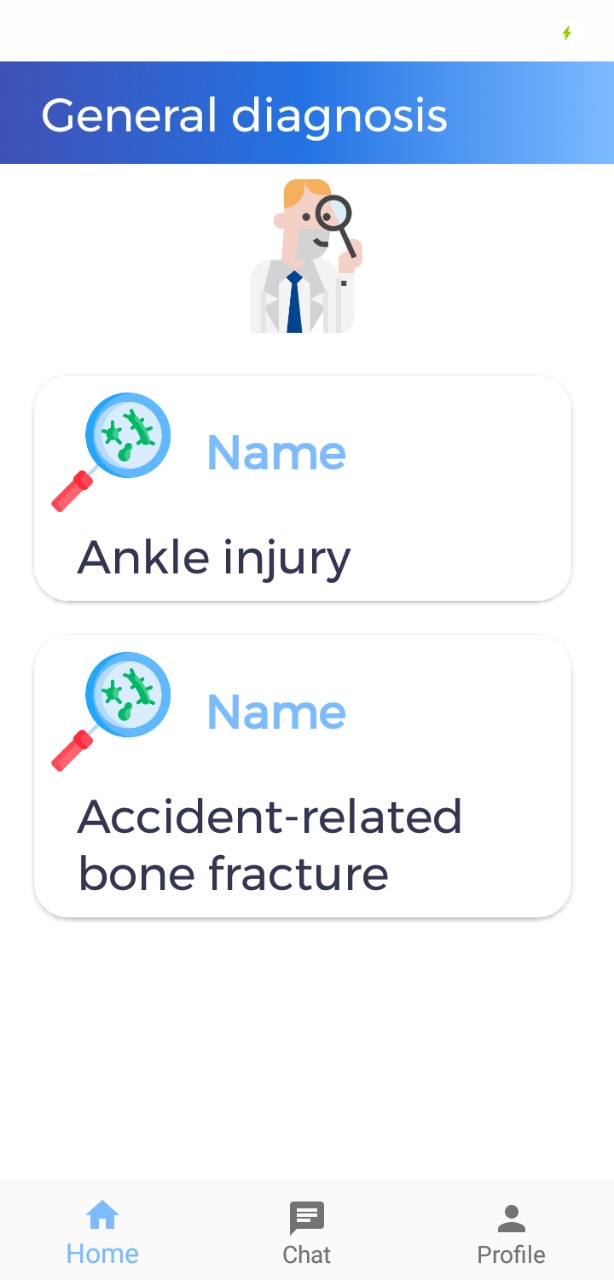 General diagnosis
Name
Ankle injury
Name
Accident-related
bone fracture
Home
Chat
Profile